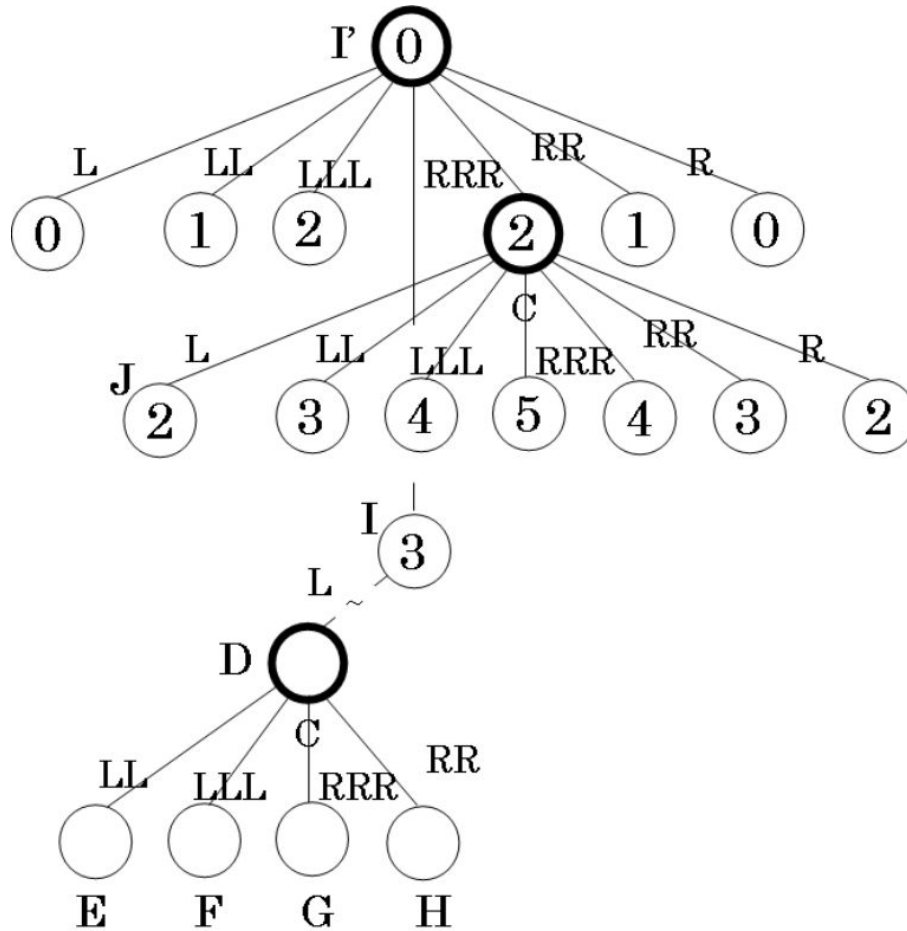 I' 0
L LL LLL RRR RR R
0 1 2 2 1 0
C
L LL LLL RRR RR R
J
2 3 4 5 4 3 2
I 3
L ~
D
C
LL LLL RRR RR
E F G H